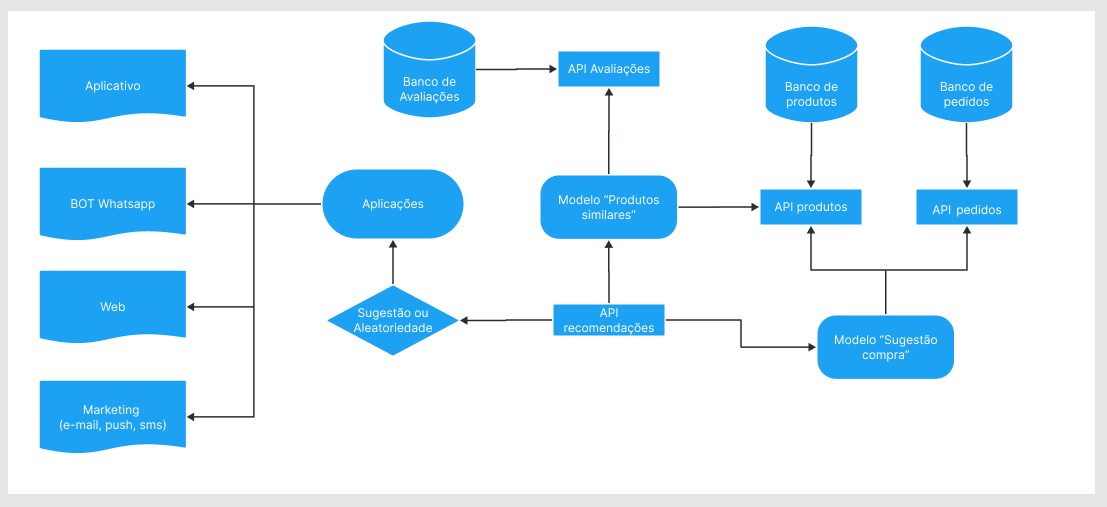 Aplicativo
BOT Whatsapp
Web
Marketing
(e-mail, push, sms)
Aplicações
Sugestão ou
Aleatoriedade
Banco de
Avaliações
API Avaliações
Modelo “Produtos
similares”
API
recomendações
Banco de
produtos
API produtos
Banco de
pedidos
API pedidos
Modelo “Sugestão
compra”